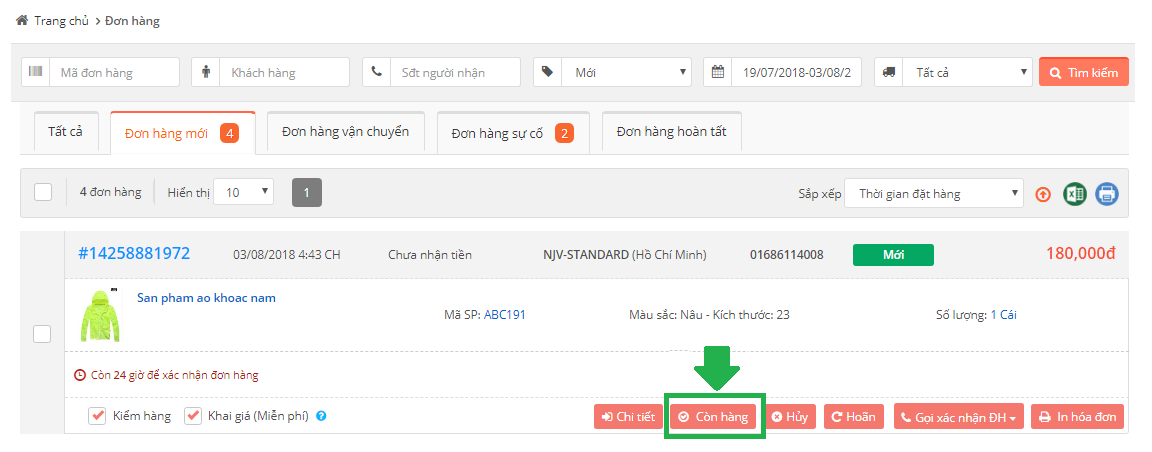 Trang chủ > Đơn hàng
Mã đơn hàng Khách hàng Sđt người nhận Mới 19/07/2018-03/08/2 Tất cả Tìm kiếm
Tất cả Đơn hàng mới 4 Đơn hàng vận chuyển Đơn hàng sự cố 2 Đơn hàng hoàn tất
4 đơn hàng Hiển thị 10 1 Sắp xếp Thời gian đặt hàng
#14258881972 03/08/2018 4:43 CH Chưa nhận tiền NJV-STANDARD (Hồ Chí Minh) 01686114008 Mới 180,000đ
San pham ao khoac nam
Mã SP: ABC191 Màu sắc: Nâu - Kích thước: 23 Số lượng: 1 Cái
Còn 24 giờ để xác nhận đơn hàng
Kiểm hàng Khai giá (Miễn phí) ? Chi tiết Còn hàng Hủy Hoãn Gọi xác nhận ĐH In hóa đơn